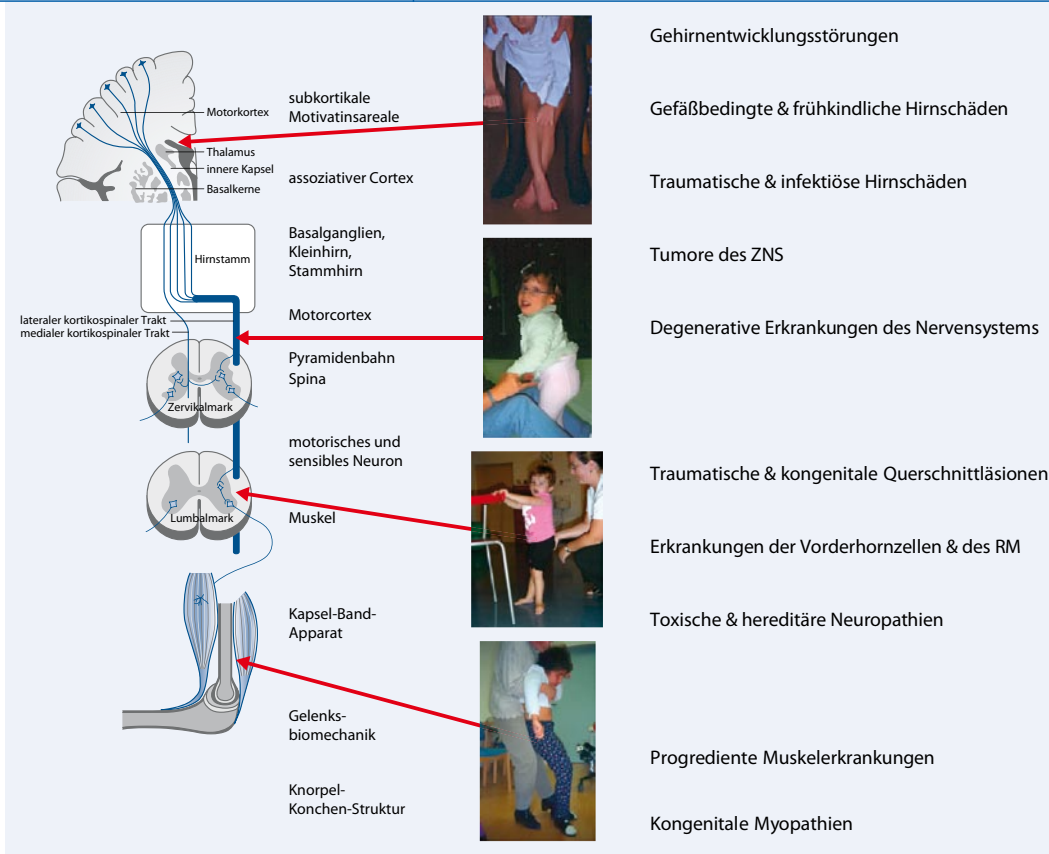 Motorkortex
Thalamus
innere Kapsel
Basalkerne
Hirnstamm
lateraler kortikospinaler Trakt
medialer kortikospinaler Trakt
Zervikalmark
Lumbalmark
subkortikale
Motivatinsareale
assoziativer Cortex
Basalganglien,
Kleinhirn,
Stammhirn
Motorcortex
Pyramidenbahn
Spina
motorisches und
sensibles Neuron
Muskel
Kapsel-Band-
Apparat
Gelenks-
biomechanik
Knorpel-
Konchen-Struktur
Gehirnentwicklungsstörungen
Gefäßbedingte & frühkindliche Hirnschäden
Traumatische & infektiöse Hirnschäden
Tumore des ZNS
Degenerative Erkrankungen des Nervensystems
Traumatische & kongenitale Querschnittläsionen
Erkrankungen der Vorderhornzellen & des RM
Toxische & hereditäre Neuropathien
Progrediente Muskelerkrankungen
Kongenitale Myopathien